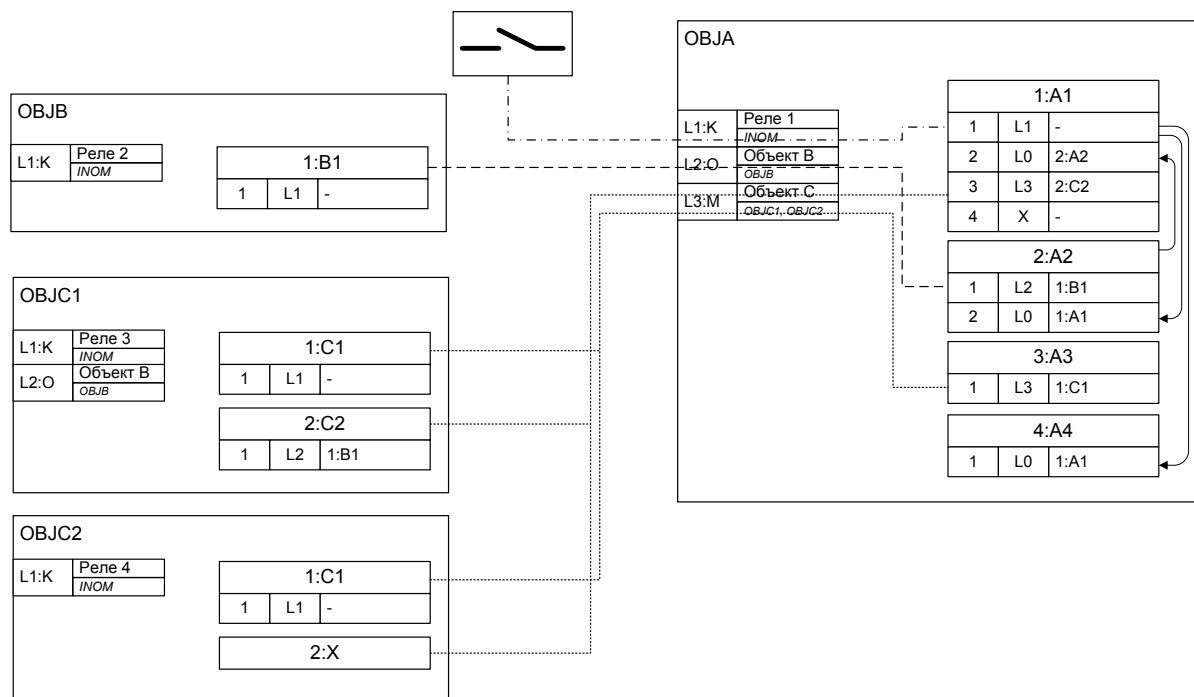 OBJB
L1:K Реле 2
INOM
1:B1
1 L1 -
OBJC1
L1:K Реле 3
INOM
L2:O Объект B
OBJB
1:C1
1 L1 -
2:C2
1 L2 1:B1
OBJC2
L1:K Реле 4
INOM
1:C1
1 L1 -
2:X
OBJA
L1:K Реле 1
INOM
L2:O Объект B
OBJB
L3:M Объект C
OBJC1, OBJC2
1:A1
1 L1 -
2 L0 2:A2
3 L3 2:C2
4 X -
2:A2
1 L2 1:B1
2 L0 1:A1
3:A3
1 L3 1:C1
4:A4
1 L0 1:A1